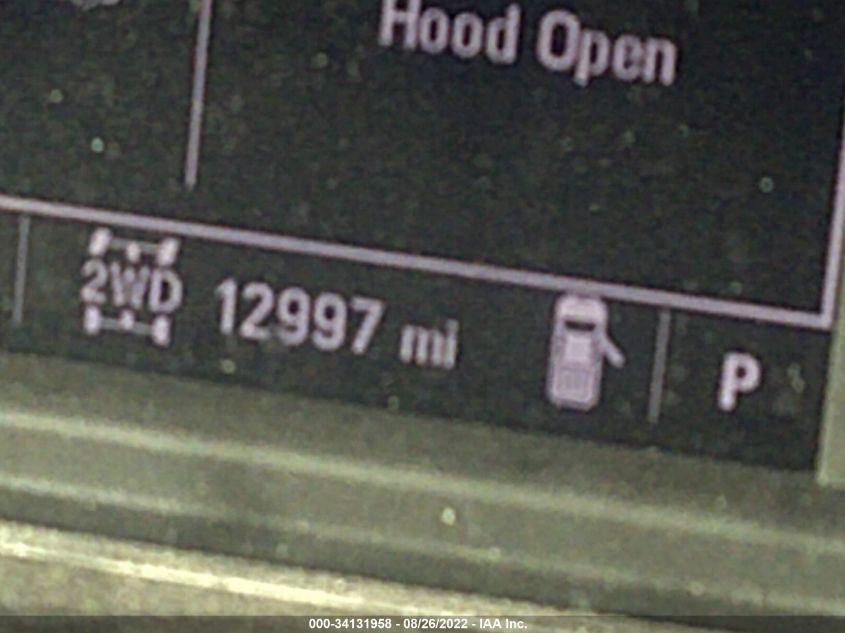 Hood Open
2WD 12997 mi P
000-34131958 - 08/26/2022 - IAA Inc.